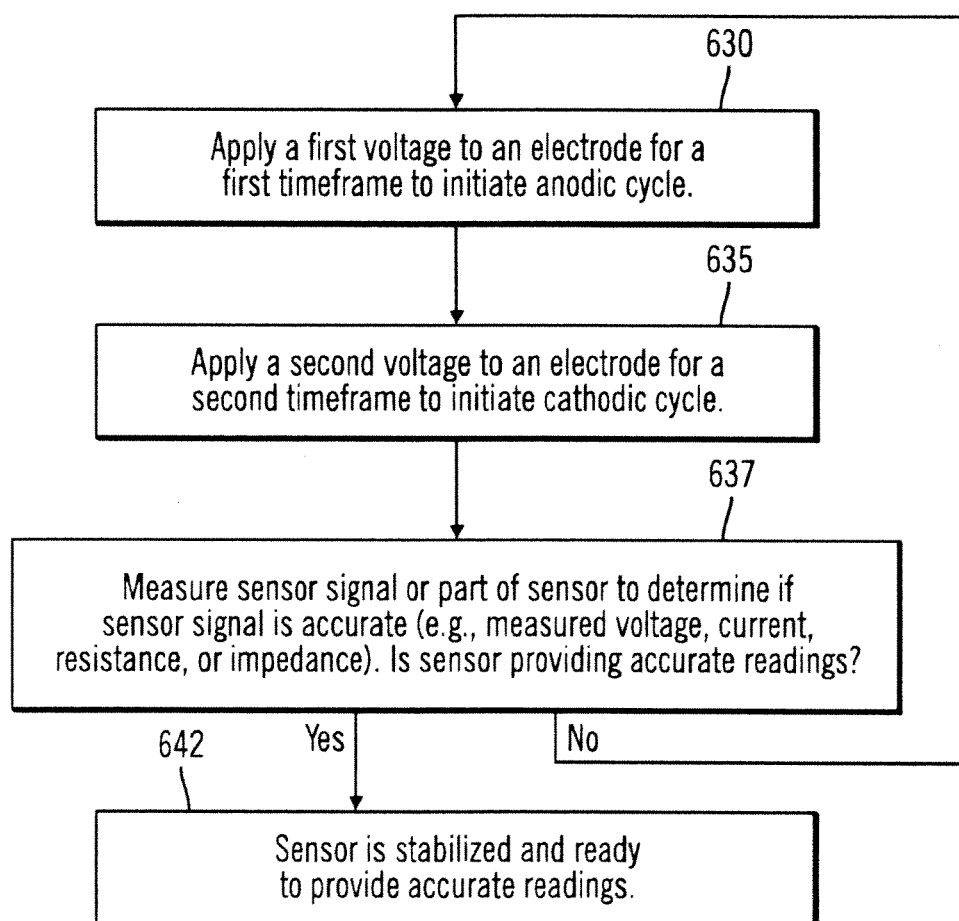 630
Apply a first voltage to an electrode for a
first timeframe to initiate anodic cycle.
635
Apply a second voltage to an electrode for a
second timeframe to initiate cathodic cycle.
637
Measure sensor signal or part of sensor to determine if
sensor signal is accurate (e.g., measured voltage, current,
resistance, or impedance). Is sensor providing accurate readings?
642
Yes
No
Sensor is stabilized and ready
to provide accurate readings.